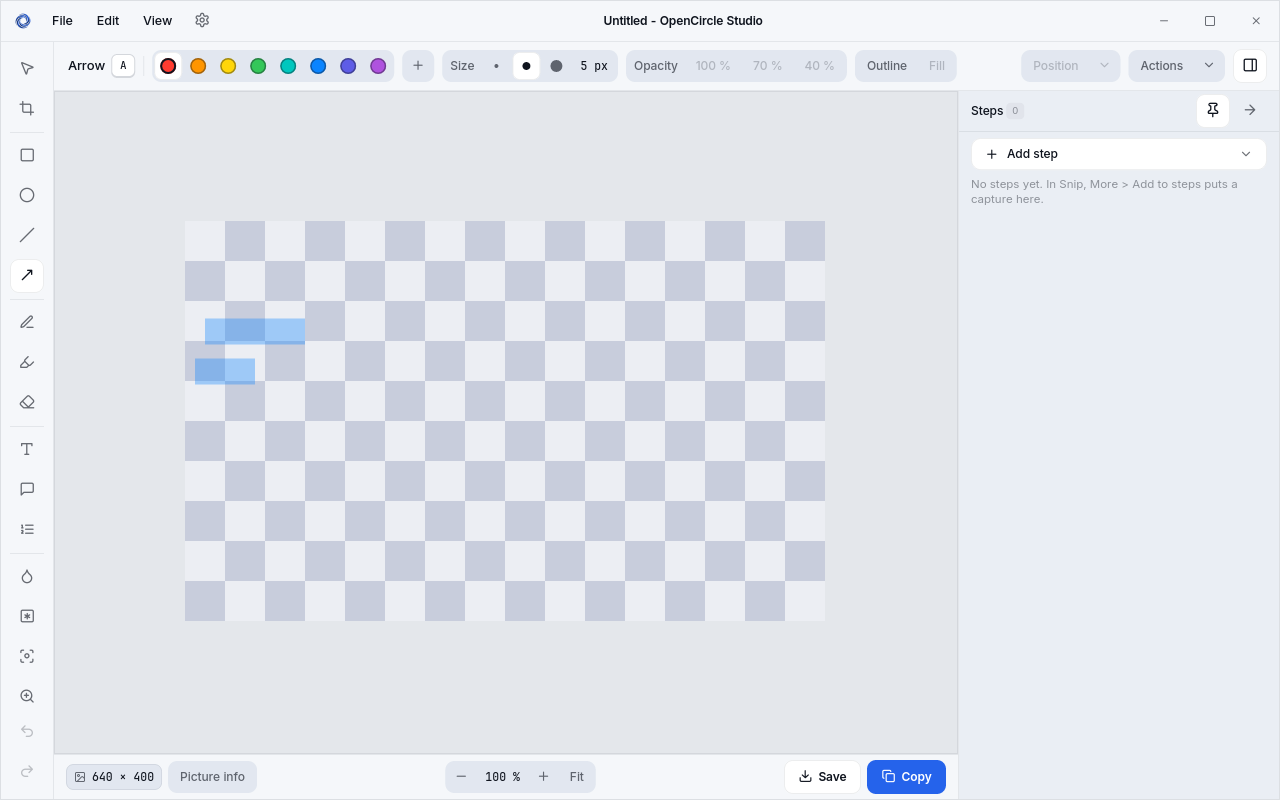 File Edit View Untitled - OpenCircle Studio
Arrow A Size 5 px Opacity 100 % 70 % 40 % Outline Fill Position Actions
Steps 0
Add step
No steps yet. In Snip, More > Add to steps puts a
capture here.
640 × 400 Picture info 100 % Fit Save Copy